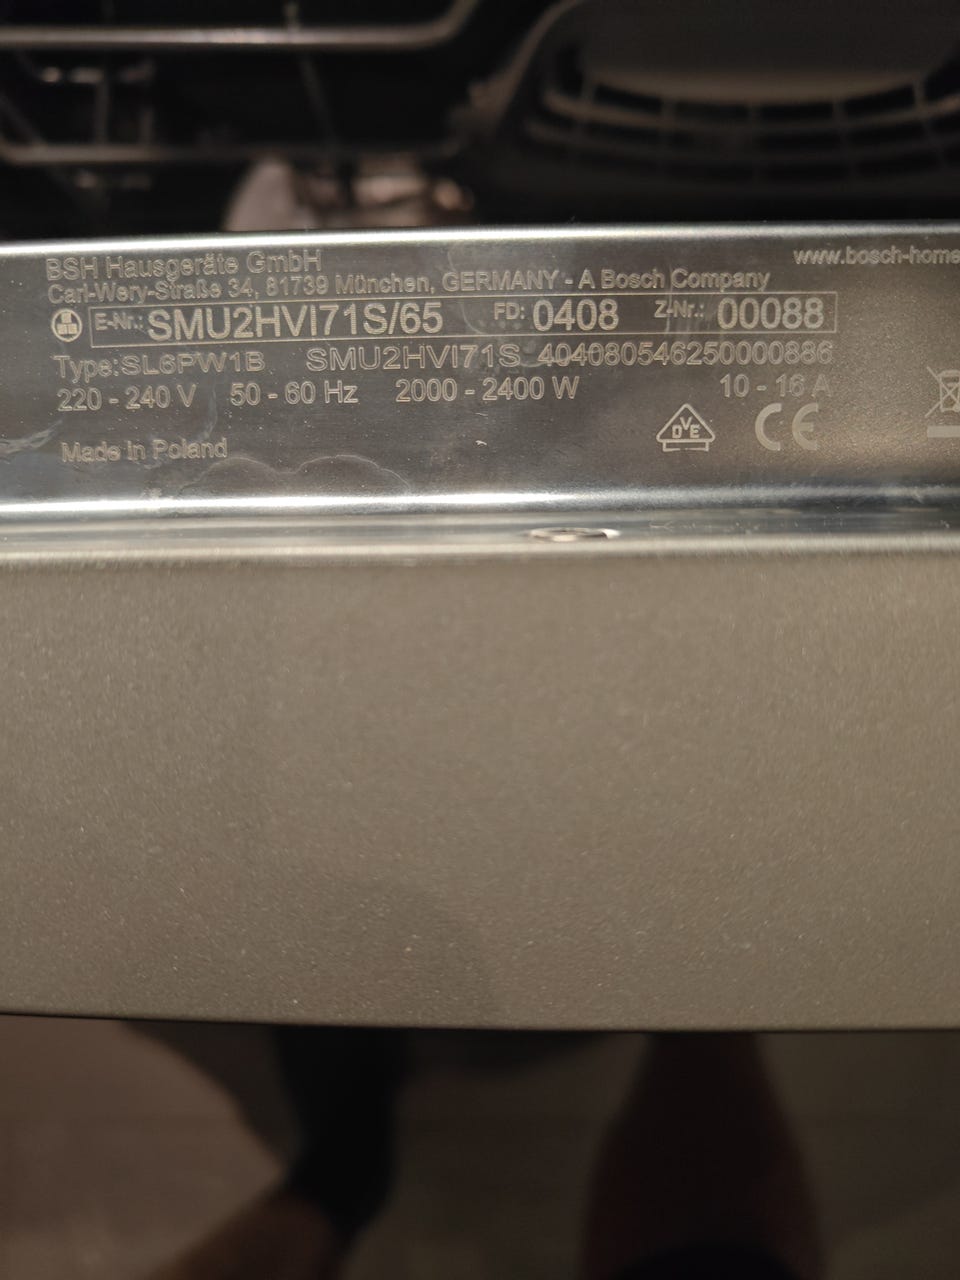 BSH Hausgeräte GmbH
Carl-Wery-Straße 34, 81739 München, GERMANY - A Bosch Company
www.bosch-home
E-Nr.: SMU2HVI71S/65 FD: 0408 Z-Nr.: 00088
Type:SL6PW1B SMU2HVI71S 404080546250000886
220 - 240 V 50 - 60 Hz 2000 - 2400 W 10 - 16 A
DVE CE
Made in Poland